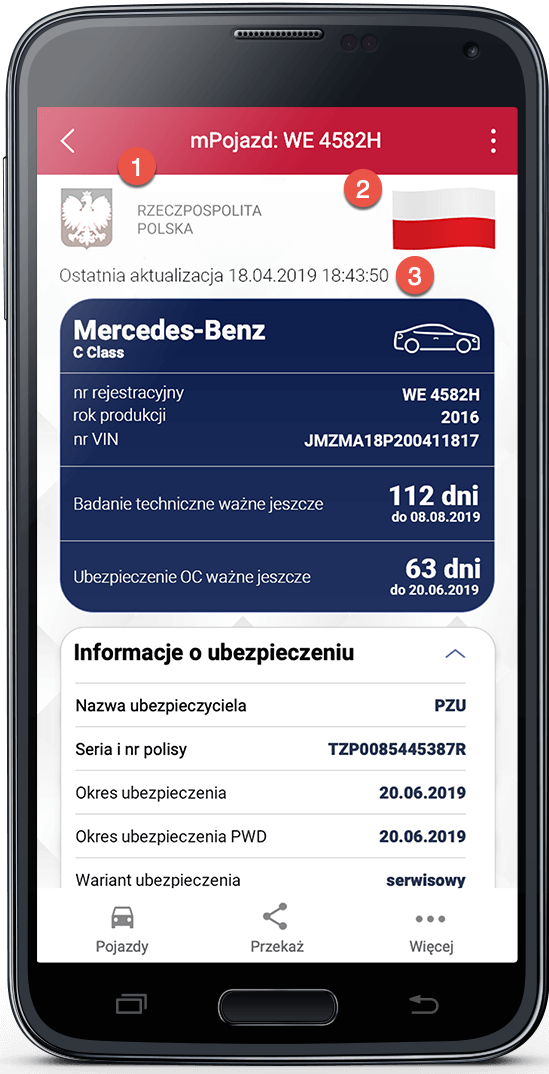 mPojazd: WE 4582H
1
2
RZECZPOSPOLITA
POLSKA
Ostatnia aktualizacja 18.04.2019 18:43:50
3
Mercedes-Benz
C Class
nr rejestracyjny WE 4582H
rok produkcji 2016
nr VIN JMZMA18P200411817
Badanie techniczne ważne jeszcze 112 dni
do 08.08.2019
Ubezpieczenie OC ważne jeszcze 63 dni
do 20.06.2019
Informacje o ubezpieczeniu
Nazwa ubezpieczyciela PZU
Seria i nr polisy TZP0085445387R
Okres ubezpieczenia 20.06.2019
Okres ubezpieczenia PWD 20.06.2019
Wariant ubezpieczenia serwisowy
Pojazdy Przekaż Więcej